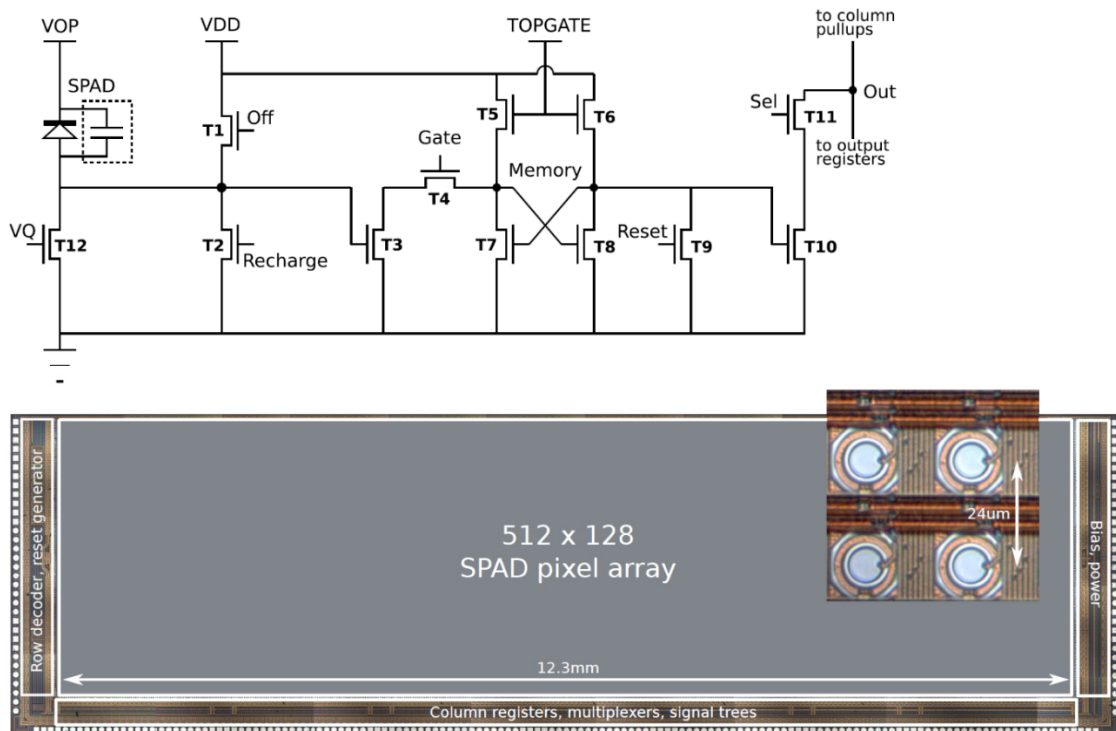 VOP
VDD
TOPGATE
to column
pullups
SPAD
Off
T1
T5
T6
Sel
T11
Out
to output
registers
Gate
T4
Memory
VQ
T12
T2
Recharge
T3
T7
T8
Reset
T9
T10
Row decoder, reset generator
512 x 128
SPAD pixel array
24um
Bias, power
12.3mm
Column registers, multiplexers, signal trees